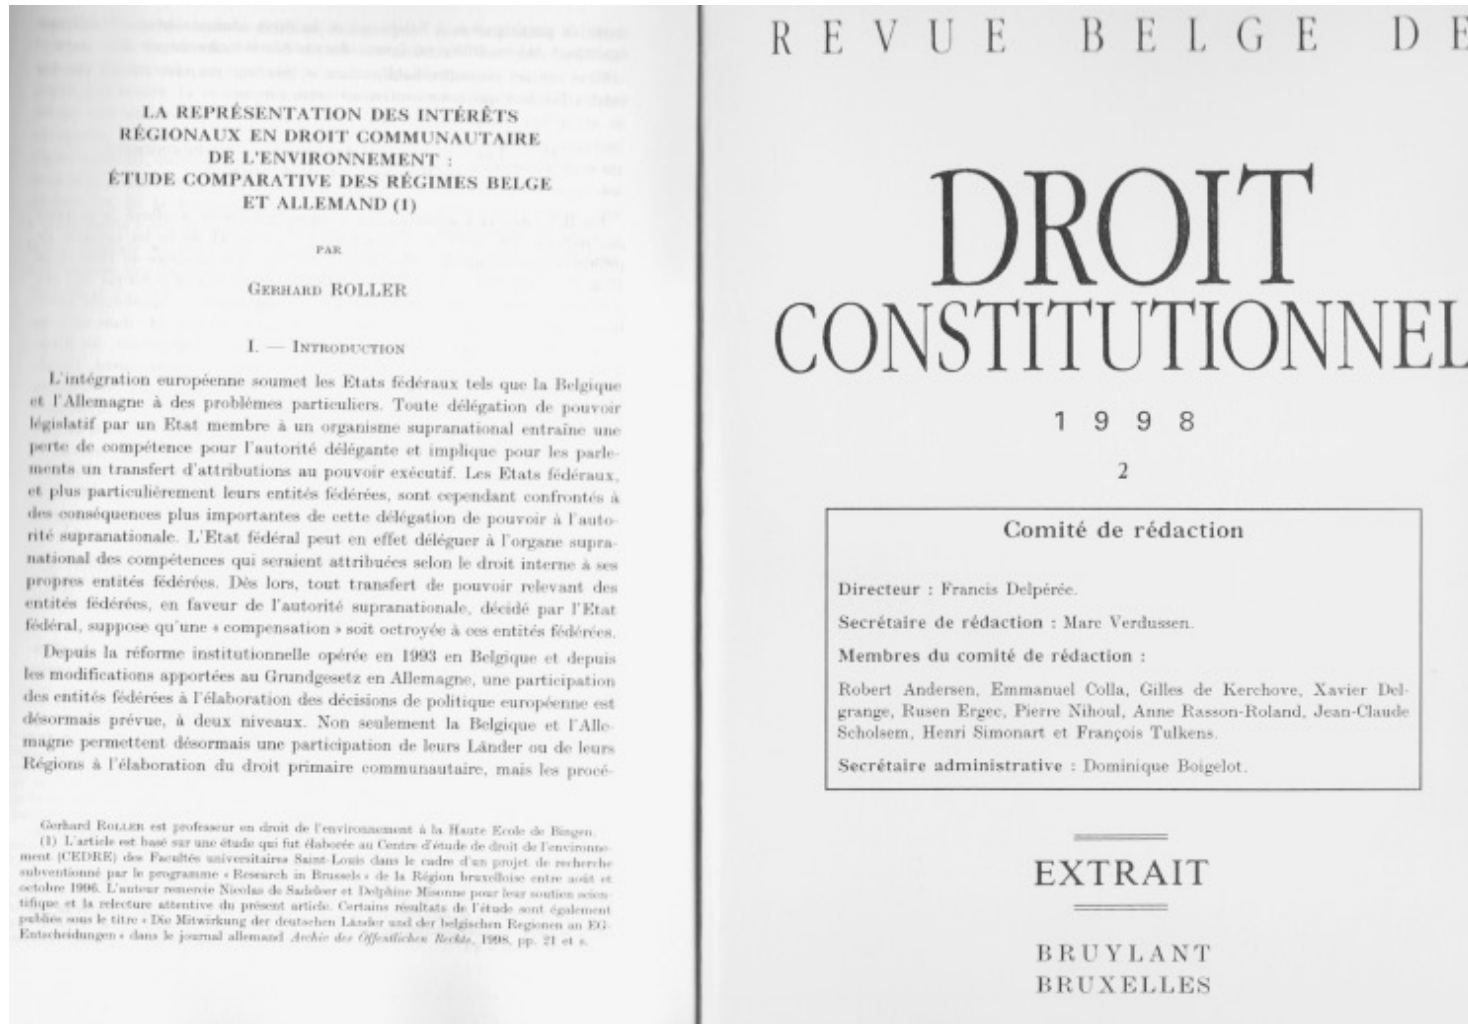 LA REPRÉSENTATION DES INTÉRÊTS
RÉGIONAUX EN DROIT COMMUNAUTAIRE
DE L'ENVIRONNEMENT :
ÉTUDE COMPARATIVE DES RÉGIMES BELGE
ET ALLEMAND (1)
PAR
GERHARD ROLLER
I. — INTRODUCTION
L'intégration européenne soumet les Etats fédéraux tels que la Belgique
et l'Allemagne à des problèmes particuliers. Toute délégation de pouvoir
législatif par un Etat membre à un organisme supranational entraîne une
perte de compétence pour l'autorité délégante et implique pour les parle-
ments un transfert d'attributions au pouvoir exécutif. Les Etats fédéraux,
et plus particulièrement leurs entités fédérées, sont cependant confrontés à
des conséquences plus importantes de cette délégation de pouvoir à l'auto-
rité supranationale. L'Etat fédéral peut en effet déléguer à l'organe supra-
national des compétences qui seraient attribuées selon le droit interne à ses
propres entités fédérées. Dès lors, tout transfert de pouvoir relevant des
entités fédérées, en faveur de l'autorité supranationale, décidé par l'Etat
fédéral, suppose qu'une « compensation » soit octroyée à ces entités fédérées.
Depuis la réforme institutionnelle opérée en 1993 en Belgique et depuis
les modifications apportées au Grundgesetz en Allemagne, une participation
des entités fédérées à l'élaboration des décisions de politique européenne est
désormais prévue, à deux niveaux. Non seulement la Belgique et l'Alle-
magne permettent désormais une participation de leurs Länder ou de leurs
Régions à l'élaboration du droit primaire communautaire, mais les procé-
Gerhard ROLLER est professeur en droit de l'environnement à la Haute Ecole de Bingen.
(1) L'article est basé sur une étude qui fut élaborée au Centre d'étude de droit de l'environne-
ment (CEDRE) des Facultés universitaires Saint-Louis dans le cadre d'un projet de recherche
subventionné par le programme « Research in Brussels » de la Région bruxelloise entre août et
octobre 1996. L'auteur remercie Nicolas de Sadeleer et Delphine Misonne pour leur soutien scien-
tifique et la relecture attentive du présent article. Certains résultats de l'étude sont également
publiés sous le titre « Die Mitwirkung der deutschen Länder und der belgischen Regionen an EG-
Entscheidungen » dans le journal allemand Archiv des Öffentlichen Rechts, 1998, pp. 21 et s.
REVUE BELGE DE
DROIT
CONSTITUTIONNEL
1998
2
Comité de rédaction
Directeur : Francis Delpérée.
Secrétaire de rédaction : Marc Verdussen.
Membres du comité de rédaction :
Robert Andersen, Emmanuel Colla, Gilles de Kerchove, Xavier Del-
grange, Rusen Ergec, Pierre Nihoul, Anne Rasson-Roland, Jean-Claude
Scholsem, Henri Simonart et François Tulkens.
Secrétaire administrative : Dominique Boigelot.
EXTRAIT
BRUYLANT
BRUXELLES